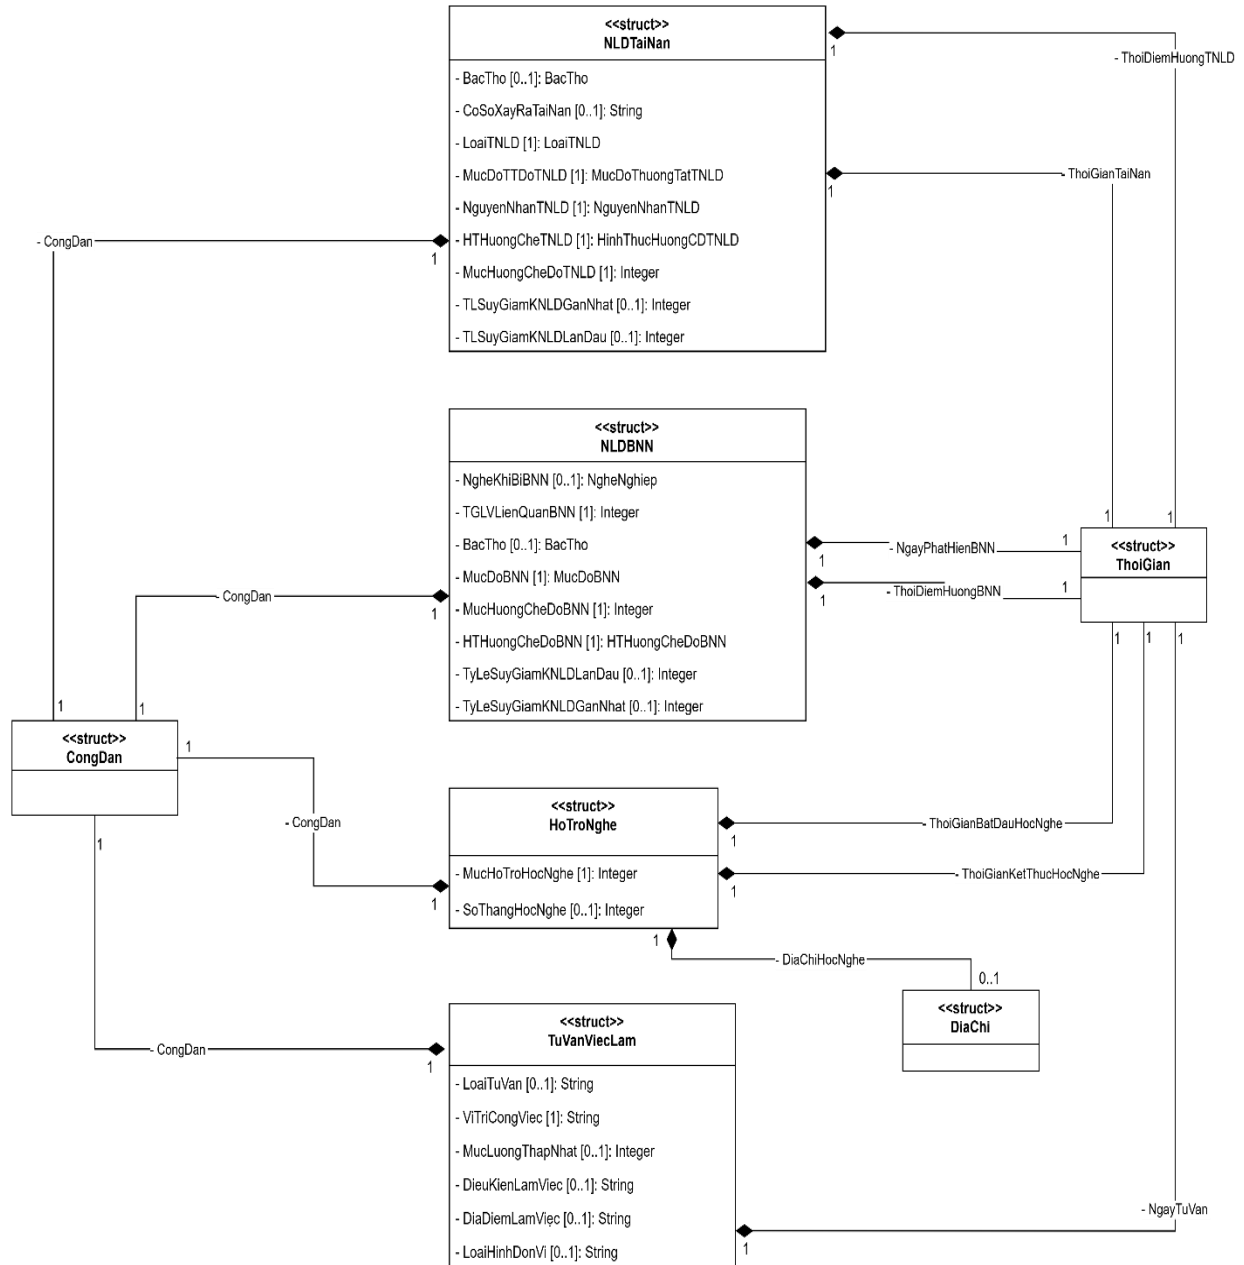 <<struct>>
NLDTaiNan
- BacTho [0..1]: BacTho
- CoSoXayRaTaiNan [0..1]: String
- LoaiTNLD [1]: LoaiTNLD
- MucDoTTDoTNLD [1]: MucDoThuongTatTNLD
- NguyenNhanTNLD [1]: NguyenNhanTNLD
- HTHuongCheTNLD [1]: HinhThucHuongCDTNLD
- MucHuongCheDoTNLD [1]: Integer
- TLSuyGiamKNLDGanNhat [0..1]: Integer
- TLSuyGiamKNLDLanDau [0..1]: Integer
1
- ThoiDiemHuongTNLD
1
- ThoiGianTaiNan
1
- CongDan
1
<<struct>>
NLDBNN
- NgheKhiBiBNN [0..1]: NgheNghiep
- TGLVLienQuanBNN [1]: Integer
- BacTho [0..1]: BacTho
- MucDoBNN [1]: MucDoBNN
- MucHuongCheDoBNN [1]: Integer
- HTHuongCheDoBNN [1]: HTHuongCheDoBNN
- TyLeSuyGiamKNLDLanDau [0..1]: Integer
- TyLeSuyGiamKNLDGanNhat [0..1]: Integer
1
- NgayPhatHienBNN
1
1
- ThoiDiemHuongBNN
1
1
1
<<struct>>
ThoiGian
1
1
1
- CongDan
1
1
1
<<struct>>
CongDan
1
1
- CongDan
1
<<struct>>
HoTroNghe
- MucHoTroHocNghe [1]: Integer
- SoThangHocNghe [0..1]: Integer
1
- ThoiGianBatDauHocNghe
1
- ThoiGianKetThucHocNghe
1
- DiaChiHocNghe
0..1
<<struct>>
DiaChi
- CongDan
1
<<struct>>
TuVanViecLam
- LoaiTuVan [0..1]: String
- ViTriCongViec [1]: String
- MucLuongThapNhat [0..1]: Integer
- DieuKienLamViec [0..1]: String
- DiaDiemLamViẹc [0..1]: String
- LoaiHinhDonVi [0..1]: String
- NgayTuVan
1